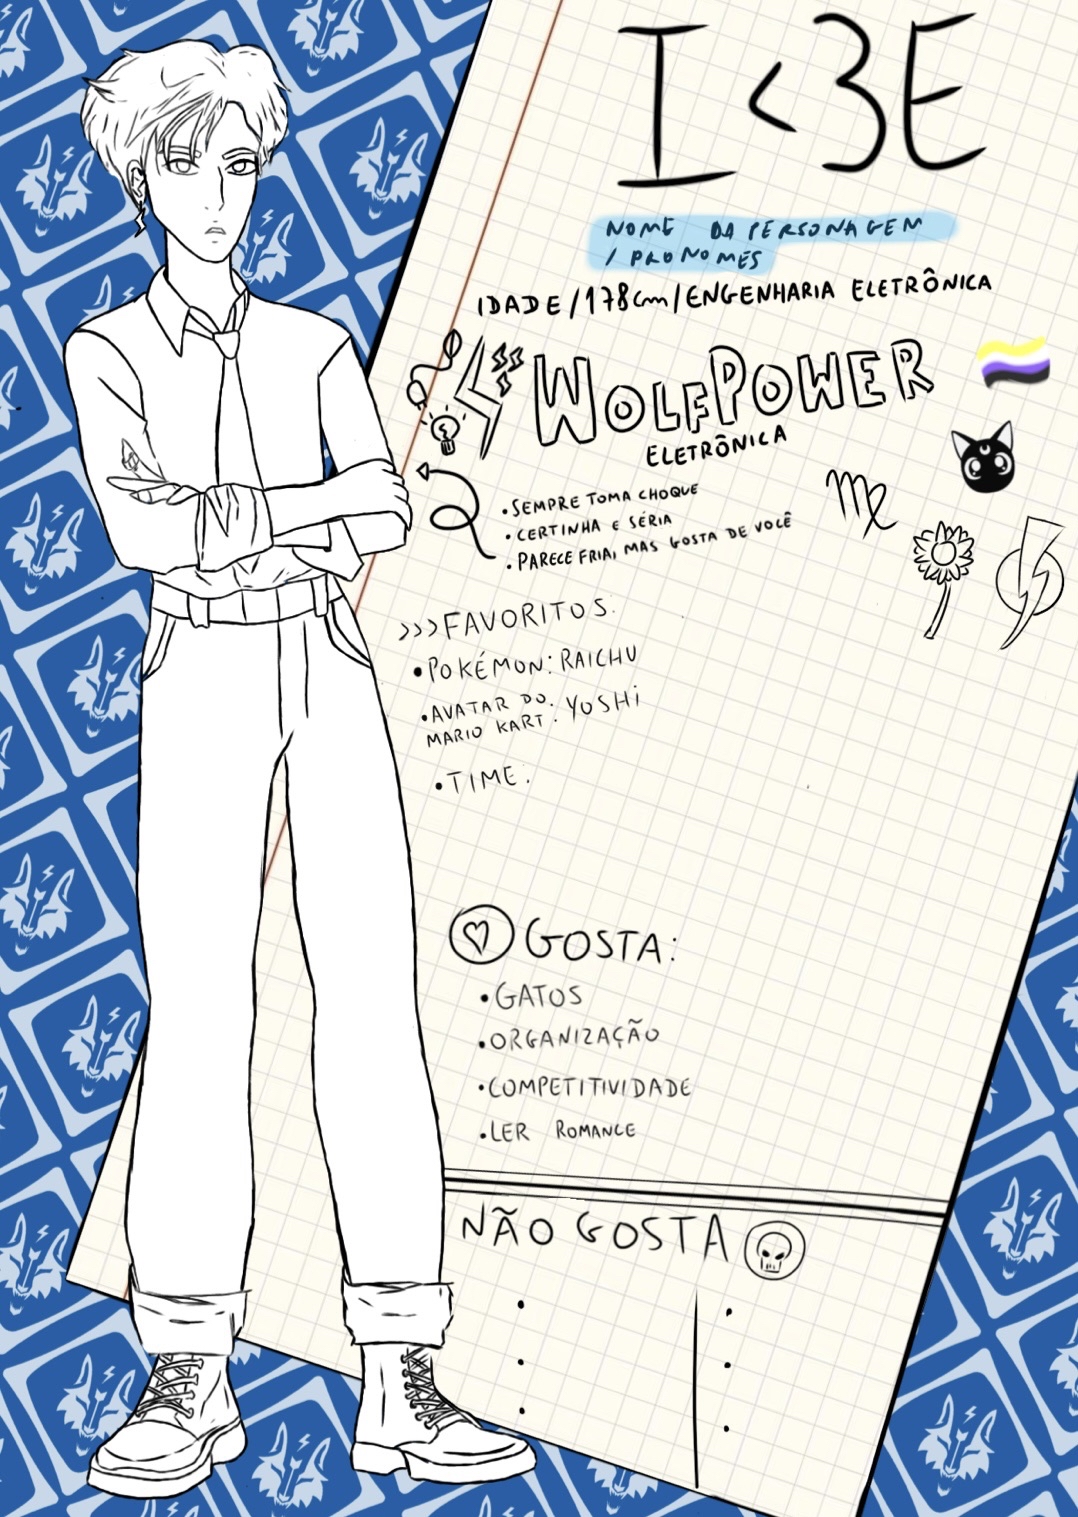 I <3E
NOME DA PERSONAGEM
/ PRONOMES
IDADE/178cm/ENGENHARIA ELETRÔNICA
WOLFPOWER
ELETRÔNICA
• SEMPRE TOMA CHOQUE
• CERTINHA E SÉRIA
• PARECE FRIA, MAS GOSTA DE VOCÊ
>>>FAVORITOS:
• POKÉMON: RAICHU
• AVATAR DO
MARIO KART: YOSHI
• TIME:
GOSTA:
• GATOS
• ORGANIZAÇÃO
• COMPETITIVIDADE
• LER ROMANCE
NÃO GOSTA